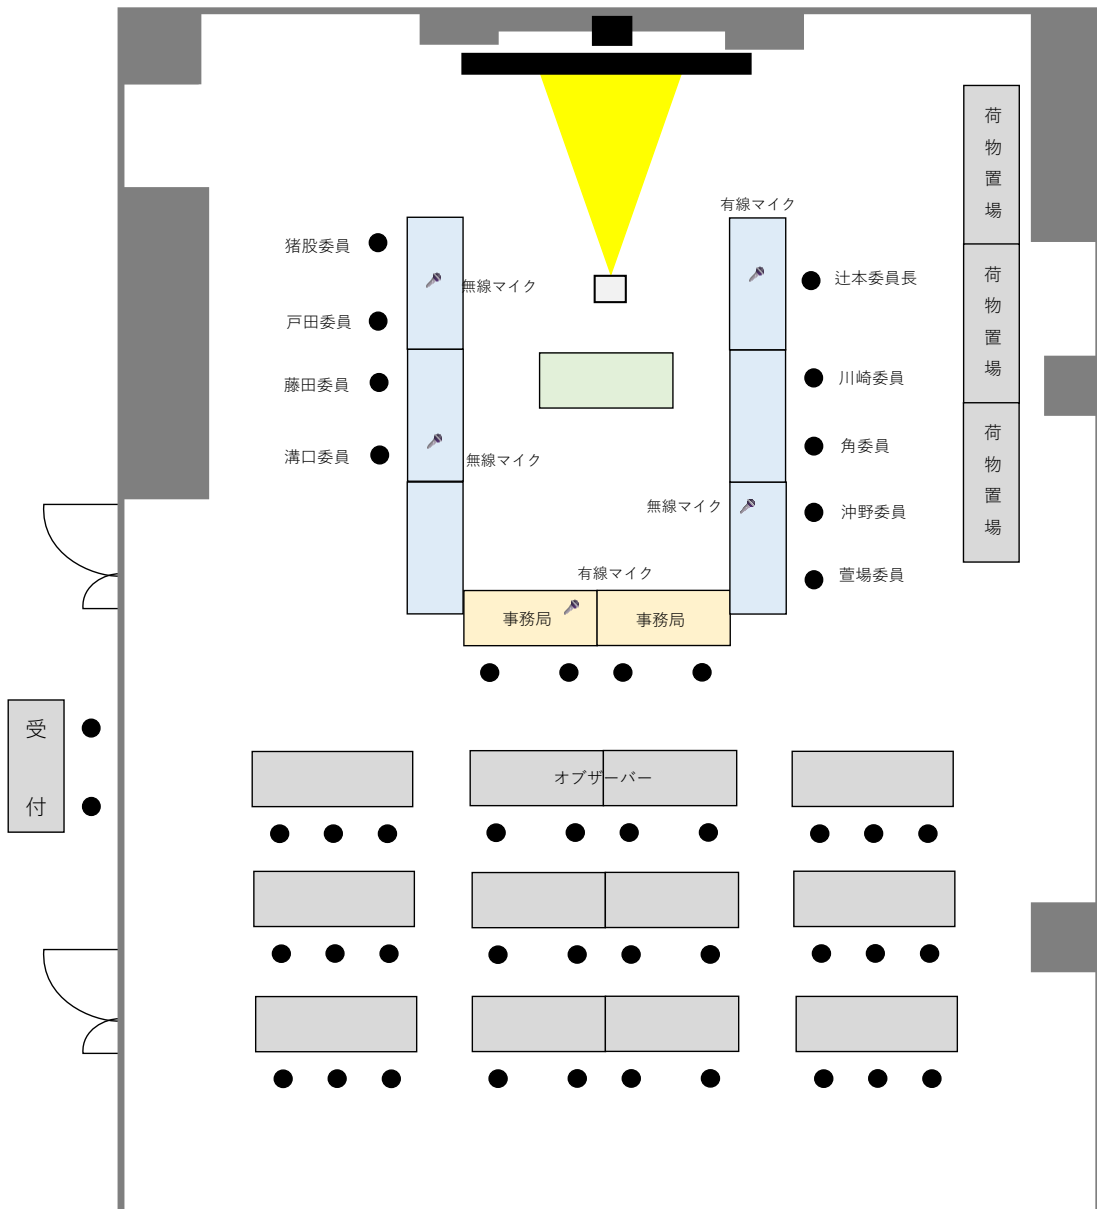 有線マイク
猪股委員
無線マイク
辻本委員長
戸田委員
藤田委員
川崎委員
溝口委員
無線マイク
角委員
無線マイク
沖野委員
有線マイク
萱場委員
事務局
事務局
荷物置場
荷物置場
荷物置場
受付
オブザーバー